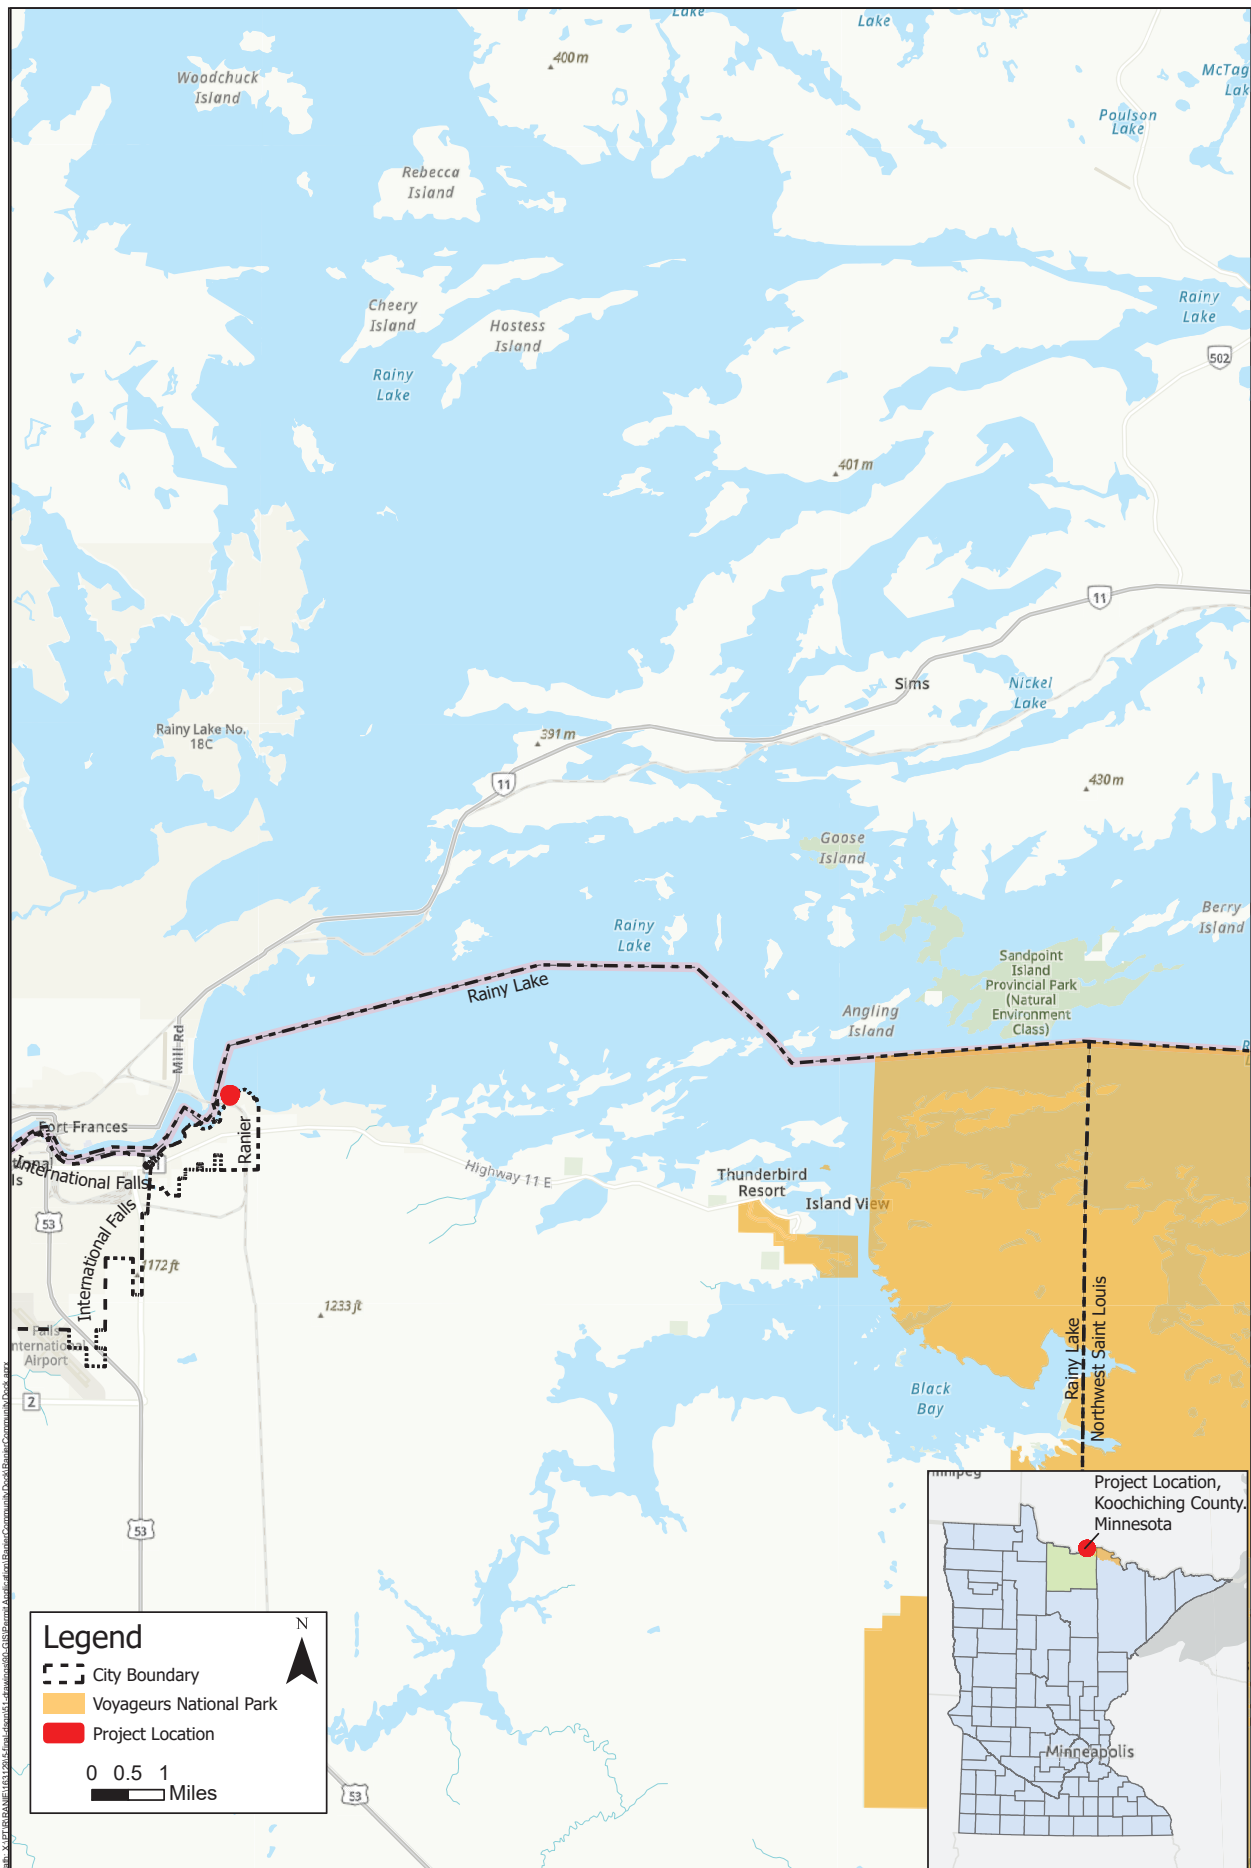 Lake
Lake
400 m
Woodchuck
Island
McTag
Lak
Poulson
Lake
Rebecca
Island
Rainy
Lake
Cheery
Island
Hostess
Island
502
Rainy
Lake
401 m
11
Sims
Nickel
Lake
Rainy Lake No.
18C
391 m
11
430 m
Goose
Island
Berry
Island
Rainy
Lake
Sandpoint
Island
Provincial Park
(Natural
Environment
Class)
Rainy Lake
Angling
Island
Mill Rd
Fort Frances
Ranier
International Falls
Highway 11 E
Thunderbird
Resort
Island View
53
International Falls
1172 ft
1233 ft
Falls
International
Airport
Rainy Lake
Northwest Saint Louis
2
Black
Bay
53
53
Legend
N
City Boundary
Voyageurs National Park
Project Location
0 0.5 1
Miles
nnipeg
Project Location,
Koochiching County,
Minnesota
Minneapolis